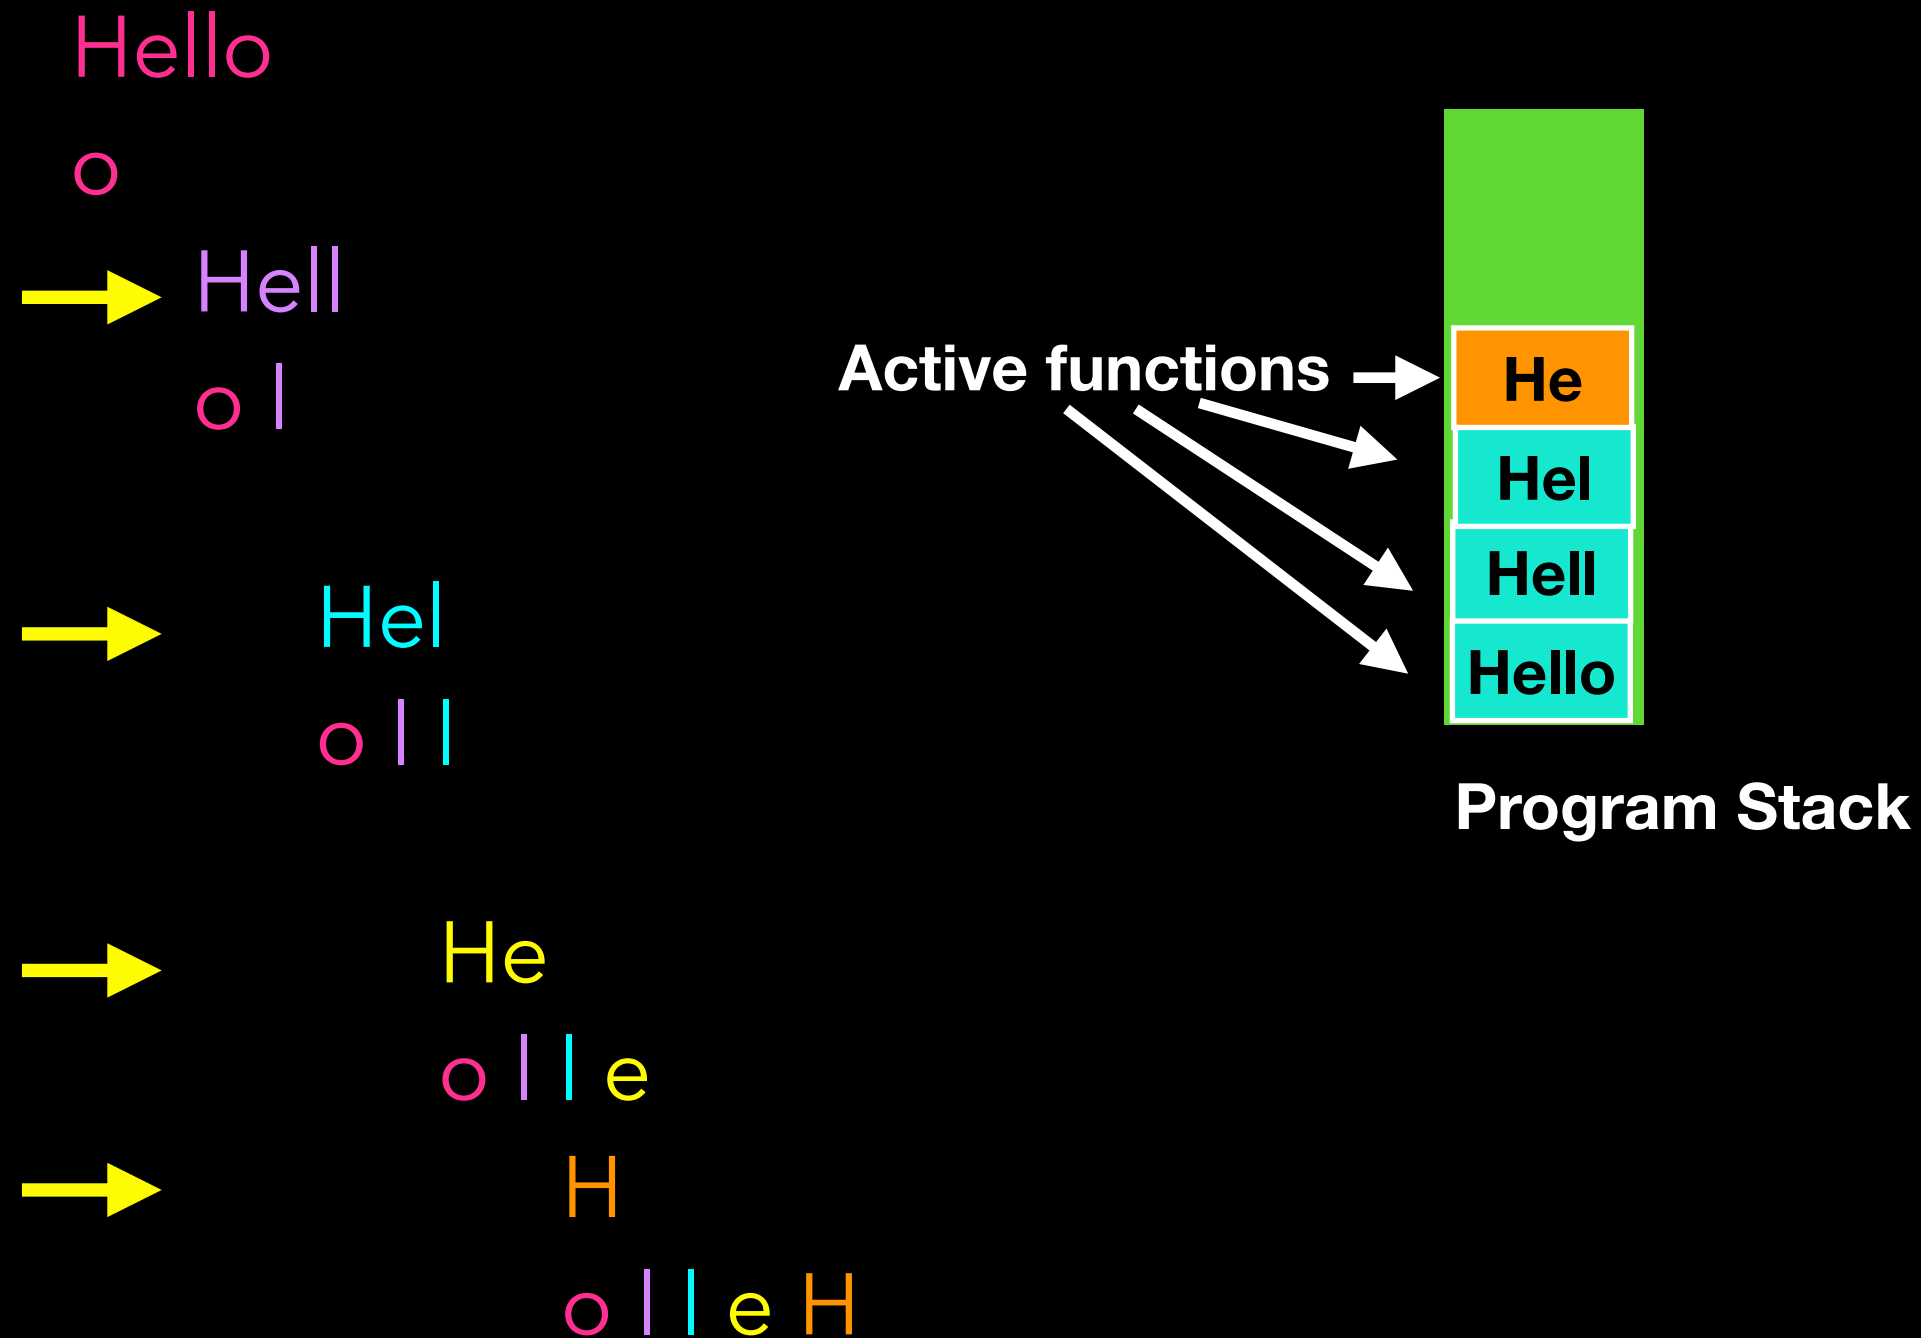 Hello
o
Hell
o l
Hel
o l l
He
o l l e
H
o l l e H
Active functions
He
Hel
Hell
Hello
Program Stack